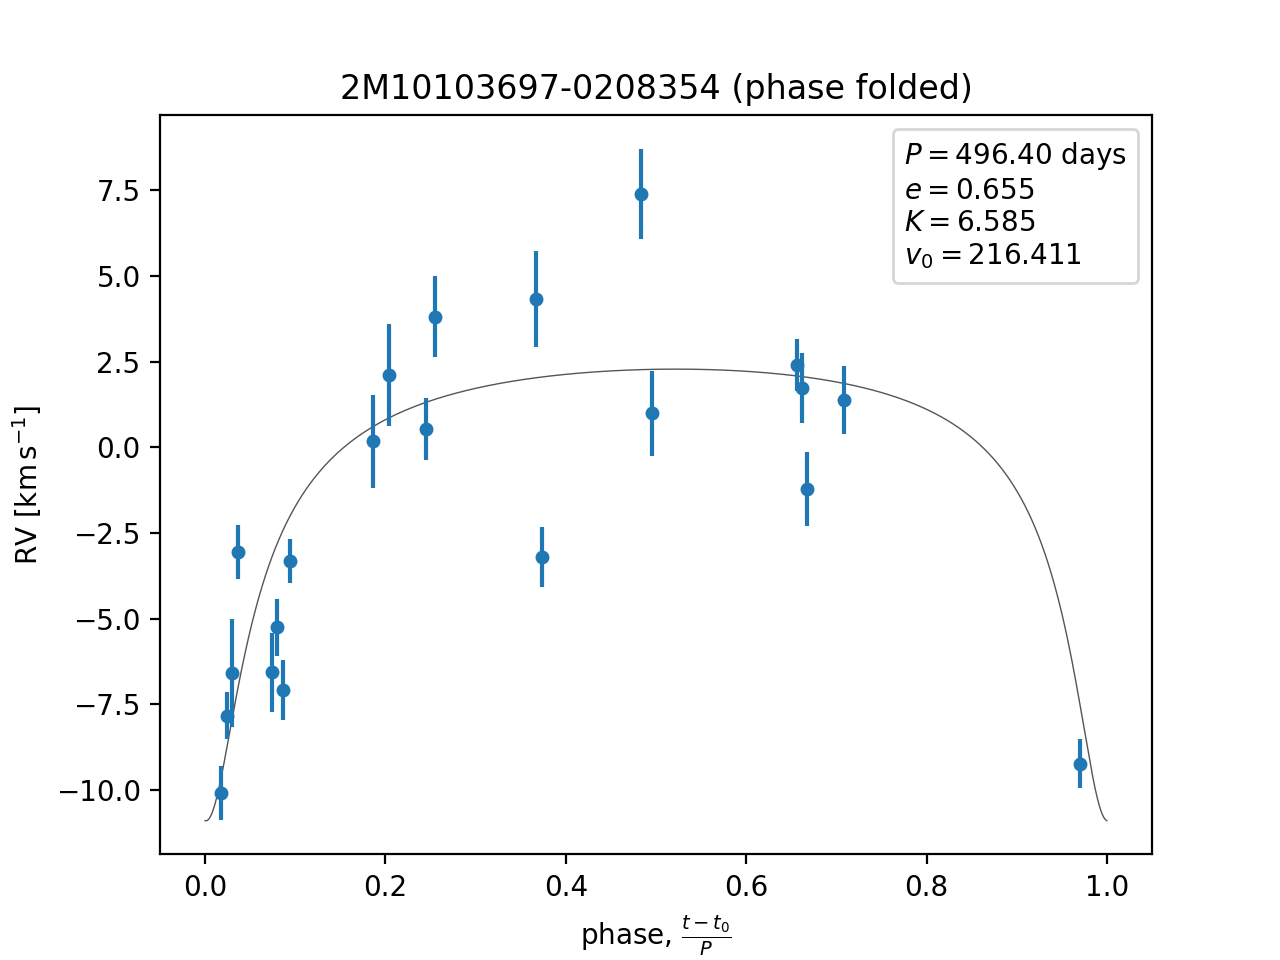 2M10103697-0208354 (phase folded)
P = 496.40 days
e = 0.655
K = 6.585
v₀ = 216.411
7.5
5.0
2.5
0.0
−2.5
−5.0
−7.5
−10.0
RV [km s⁻¹]
0.0 0.2 0.4 0.6 0.8 1.0
phase, (t − t₀)/P